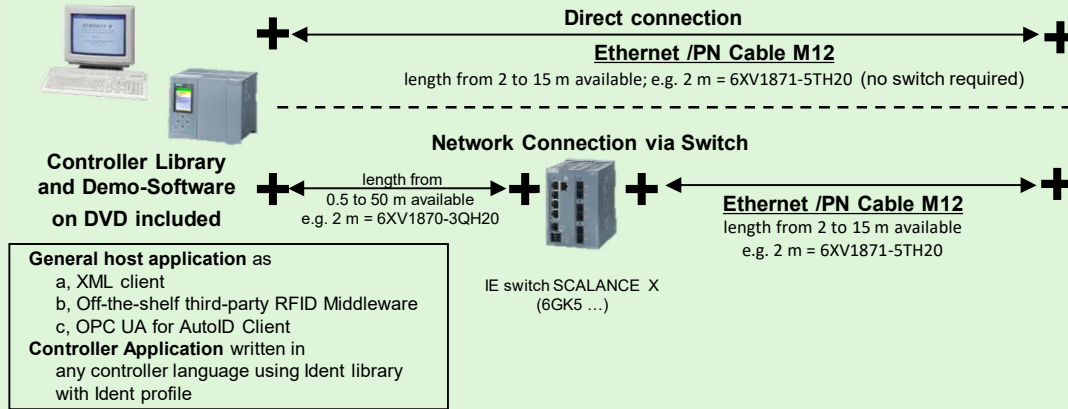 Direct connection
Ethernet /PN Cable M12
length from 2 to 15 m available; e.g. 2 m = 6XV1871-5TH20 (no switch required)
Network Connection via Switch
Controller Library
and Demo-Software
on DVD included
length from
0.5 to 50 m available
e.g. 2 m = 6XV1870-3QH20
Ethernet /PN Cable M12
length from 2 to 15 m available
e.g. 2 m = 6XV1871-5TH20
IE switch SCALANCE X
(6GK5 …)
General host application as
a, XML client
b, Off-the-shelf third-party RFID Middleware
c, OPC UA for AutoID Client
Controller Application written in
any controller language using Ident library
with Ident profile